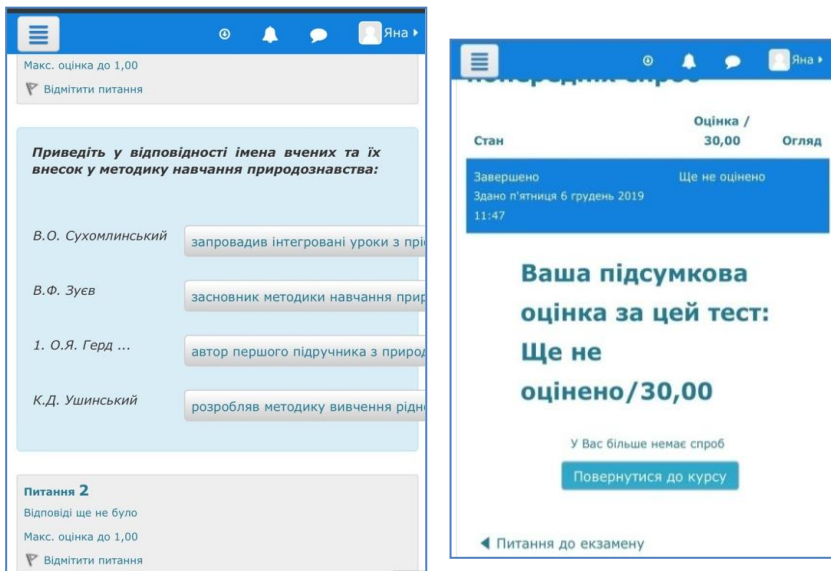 Яна
Макс. оцінка до 1,00
Відмітити питання
Приведіть у відповідності імена вчених та їх
внесок у методику навчання природознавства:
В.О. Сухомлинський
запровадив інтегровані уроки з
В.Ф. Зуєв
засновник методики навчання
1. О.Я. Герд ...
автор першого підручника з
К.Д. Ушинський
розробляв методику вивчення
Питання 2
Відповіді ще не було
Макс. оцінка до 1,00
Відмітити питання
Яна
попередніх спроб
Стан
Оцінка /
30,00
Огляд
Завершено
Здано п'ятниця 6 грудень 2019
11:47
Ще не оцінено
Ваша підсумкова
оцінка за цей тест:
Ще не
оцінено/30,00
У Вас більше немає спроб
Повернутися до курсу
Питання до екзамену